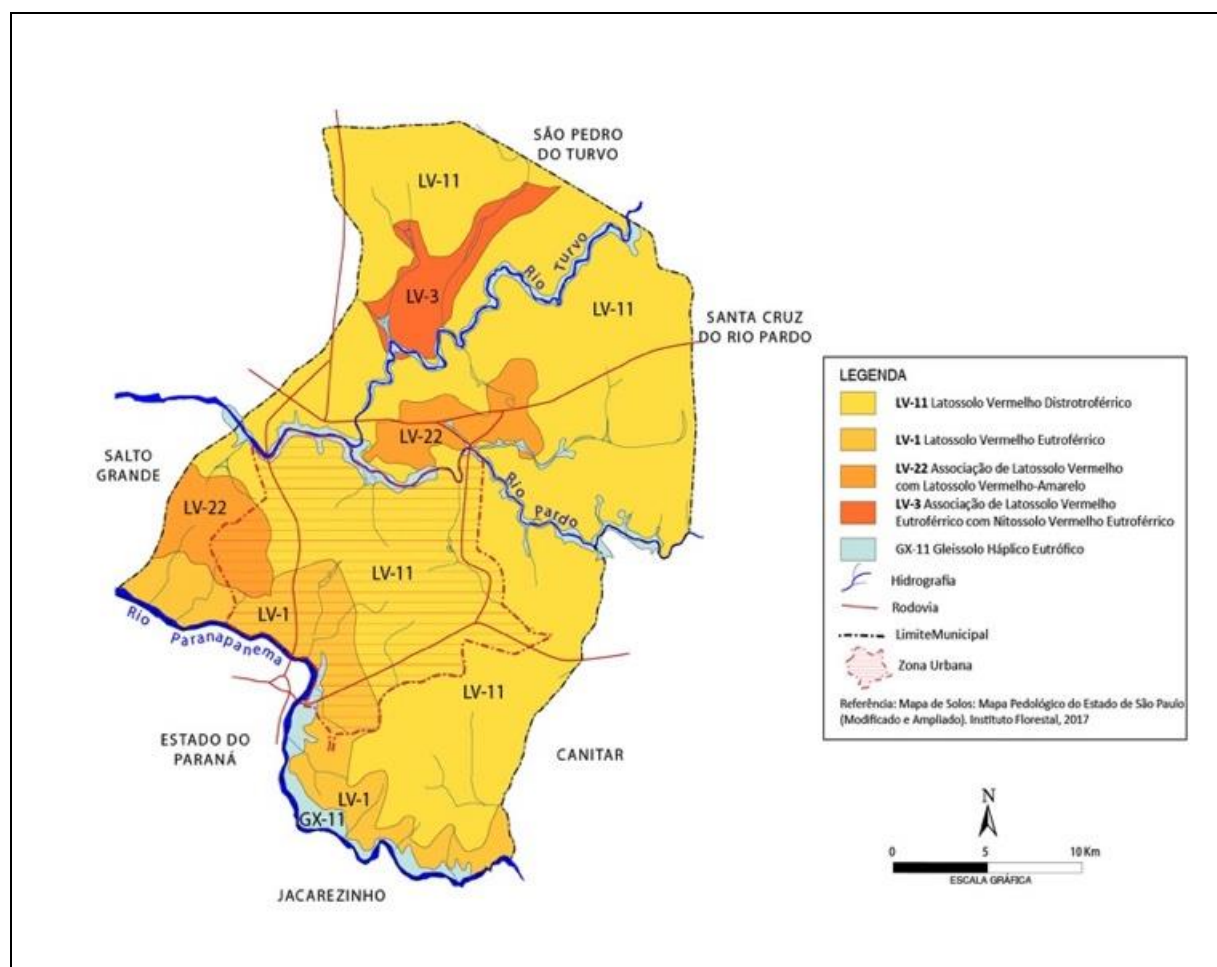 SÃO PEDRO
DO TURVO
LV-11
LV-3
Rio Turvo
LV-11
SANTA CRUZ
DO RIO PARDO
LV-22
SALTO
GRANDE
LV-22
Rio Pardo
LV-11
LV-1
Rio Paranapanema
LV-11
ESTADO DO
PARANÁ
CANITAR
LV-1
GX-11
JACAREZINHO
LEGENDA
LV-11 Latossolo Vermelho Distrotroférrico
LV-1 Latossolo Vermelho Eutroférrico
LV-22 Associação de Latossolo Vermelho
com Latossolo Vermelho-Amarelo
LV-3 Associação de Latossolo Vermelho
Eutroférrico com Nitossolo Vermelho Eutroférrico
GX-11 Gleissolo Háplico Eutrófico
Hidrografia
Rodovia
LimiteMunicipal
Zona Urbana
Referência: Mapa de Solos: Mapa Pedológico do Estado de São Paulo
(Modificado e Ampliado). Instituto Florestal, 2017
N
0 5 10 Km
ESCALA GRÁFICA